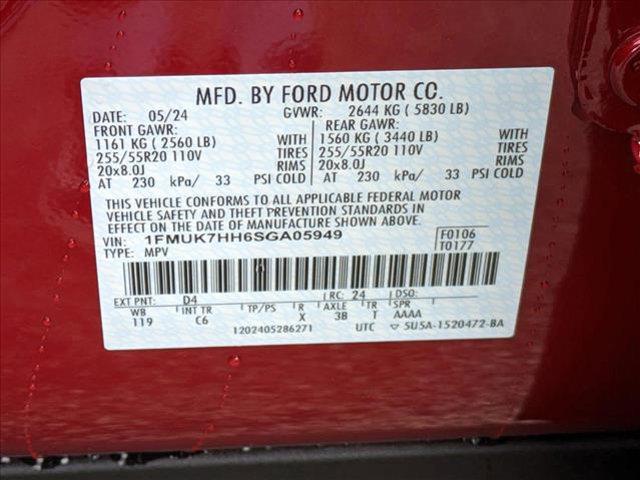 MFD. BY FORD MOTOR CO.
DATE: 05/24 GVWR: 2644 KG ( 5830 LB)
FRONT GAWR: REAR GAWR:
1161 KG ( 2560 LB) WITH 1560 KG ( 3440 LB) WITH
255/55R20 110V TIRES 255/55R20 110V TIRES
20x8.0J RIMS 20x8.0J RIMS
AT 230 kPa/ 33 PSI COLD AT 230 kPa/ 33 PSI COLD
THIS VEHICLE CONFORMS TO ALL APPLICABLE FEDERAL MOTOR
VEHICLE SAFETY AND THEFT PREVENTION STANDARDS IN
EFFECT ON THE DATE OF MANUFACTURE SHOWN ABOVE.
VIN: 1FMUK7HH6SGA05949 F0106
TYPE: MPV T0177
EXT PNT: D4 RC: 24 DSO:
WB INT TR TP/PS R AXLE TR SPR
119 C6 X 3B T AAAA
1202405286271 UTC 5U5A-1520472-BA